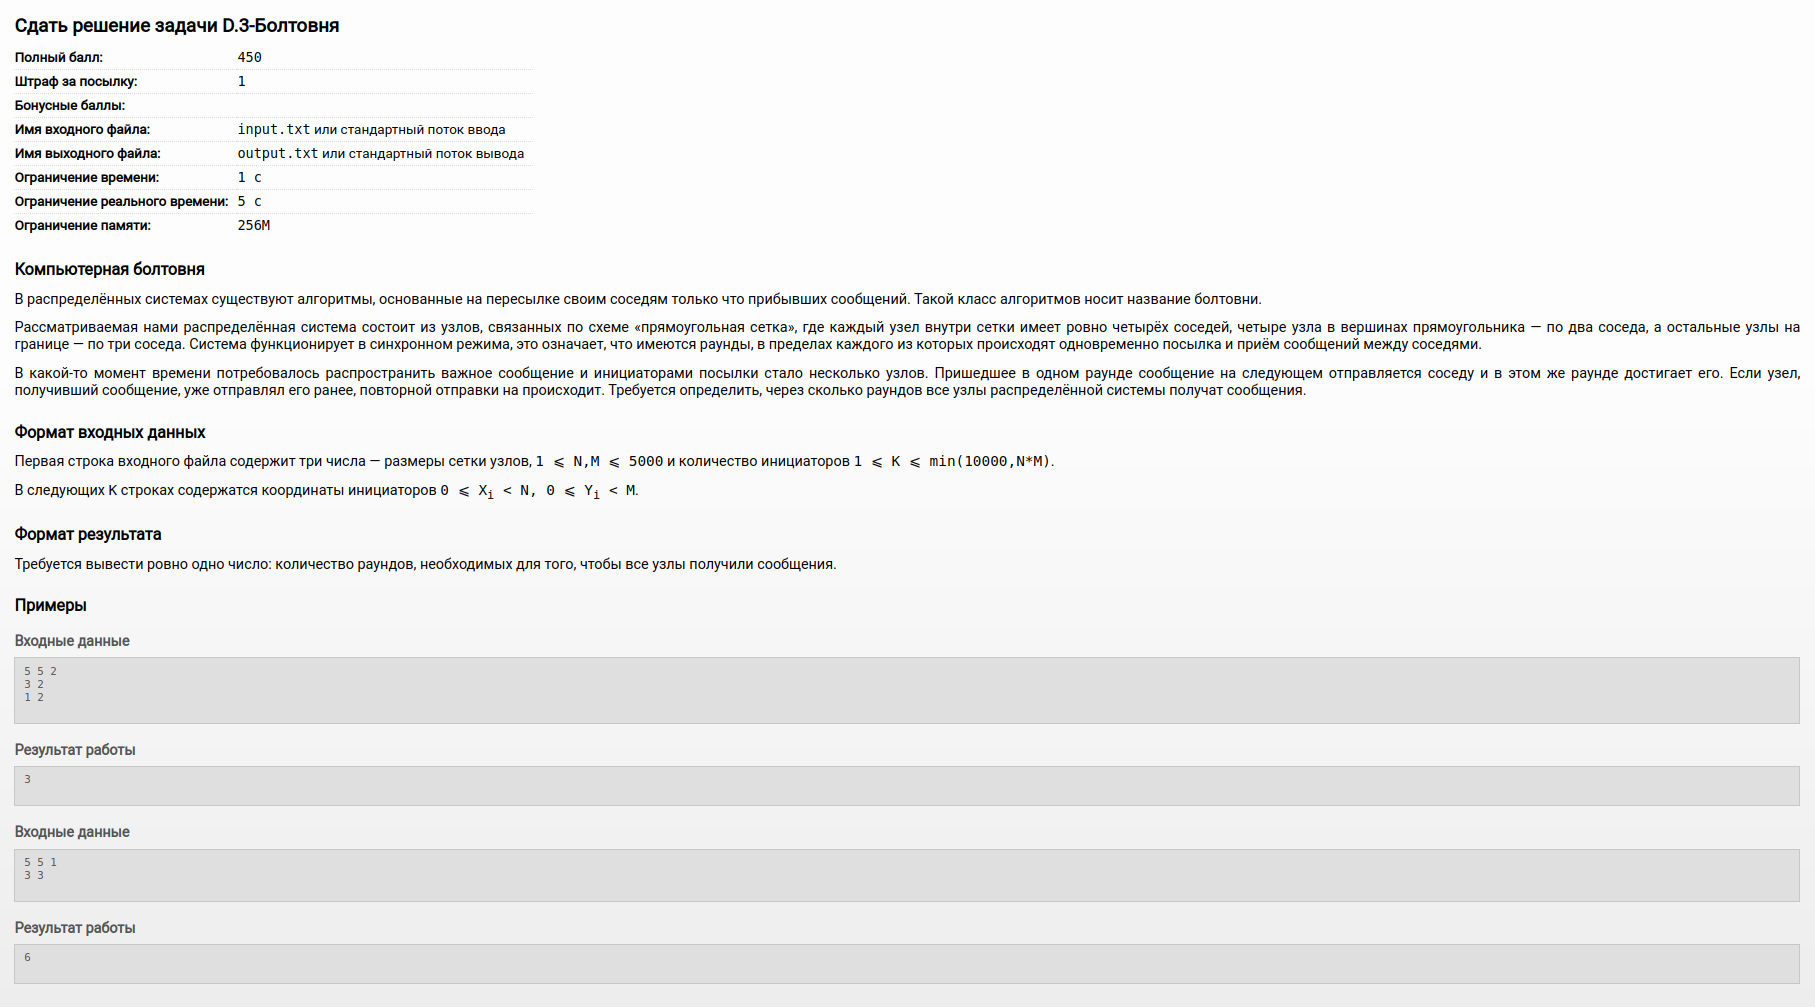 Сдать решение задачи D.3-Болтовня
Полный балл: 450
Штраф за посылку: 1
Бонусные баллы:
Имя входного файла: input.txt или стандартный поток ввода
Имя выходного файла: output.txt или стандартный поток вывода
Ограничение времени: 1 с
Ограничение реального времени: 5 с
Ограничение памяти: 256M
Компьютерная болтовня
В распределённых системах существуют алгоритмы, основанные на пересылке своим соседям только что прибывших сообщений. Такой класс алгоритмов носит название болтовни.
Рассматриваемая нами распределённая система состоит из узлов, связанных по схеме «прямоугольная сетка», где каждый узел внутри сетки имеет ровно четырёх соседей, четыре узла в вершинах прямоугольника — по два соседа, а остальные узлы на
границе — по три соседа. Система функционирует в синхронном режима, это означает, что имеются раунды, в пределах каждого из которых происходят одновременно посылка и приём сообщений между соседями.
В какой-то момент времени потребовалось распространить важное сообщение и инициаторами посылки стало несколько узлов. Пришедшее в одном раунде сообщение на следующем отправляется соседу и в этом же раунде достигает его. Если узел,
получивший сообщение, уже отправлял его ранее, повторной отправки на происходит. Требуется определить, через сколько раундов все узлы распределённой системы получат сообщения.
Формат входных данных
Первая строка входного файла содержит три числа — размеры сетки узлов, 1 ⩽ N,M ⩽ 5000 и количество инициаторов 1 ⩽ K ⩽ min(10000,N*M).
В следующих K строках содержатся координаты инициаторов 0 ⩽ Xi < N, 0 ⩽ Yi < M.
Формат результата
Требуется вывести ровно одно число: количество раундов, необходимых для того, чтобы все узлы получили сообщения.
Примеры
Входные данные
5 5 2
3 2
1 2
Результат работы
3
Входные данные
5 5 1
3 3
Результат работы
6